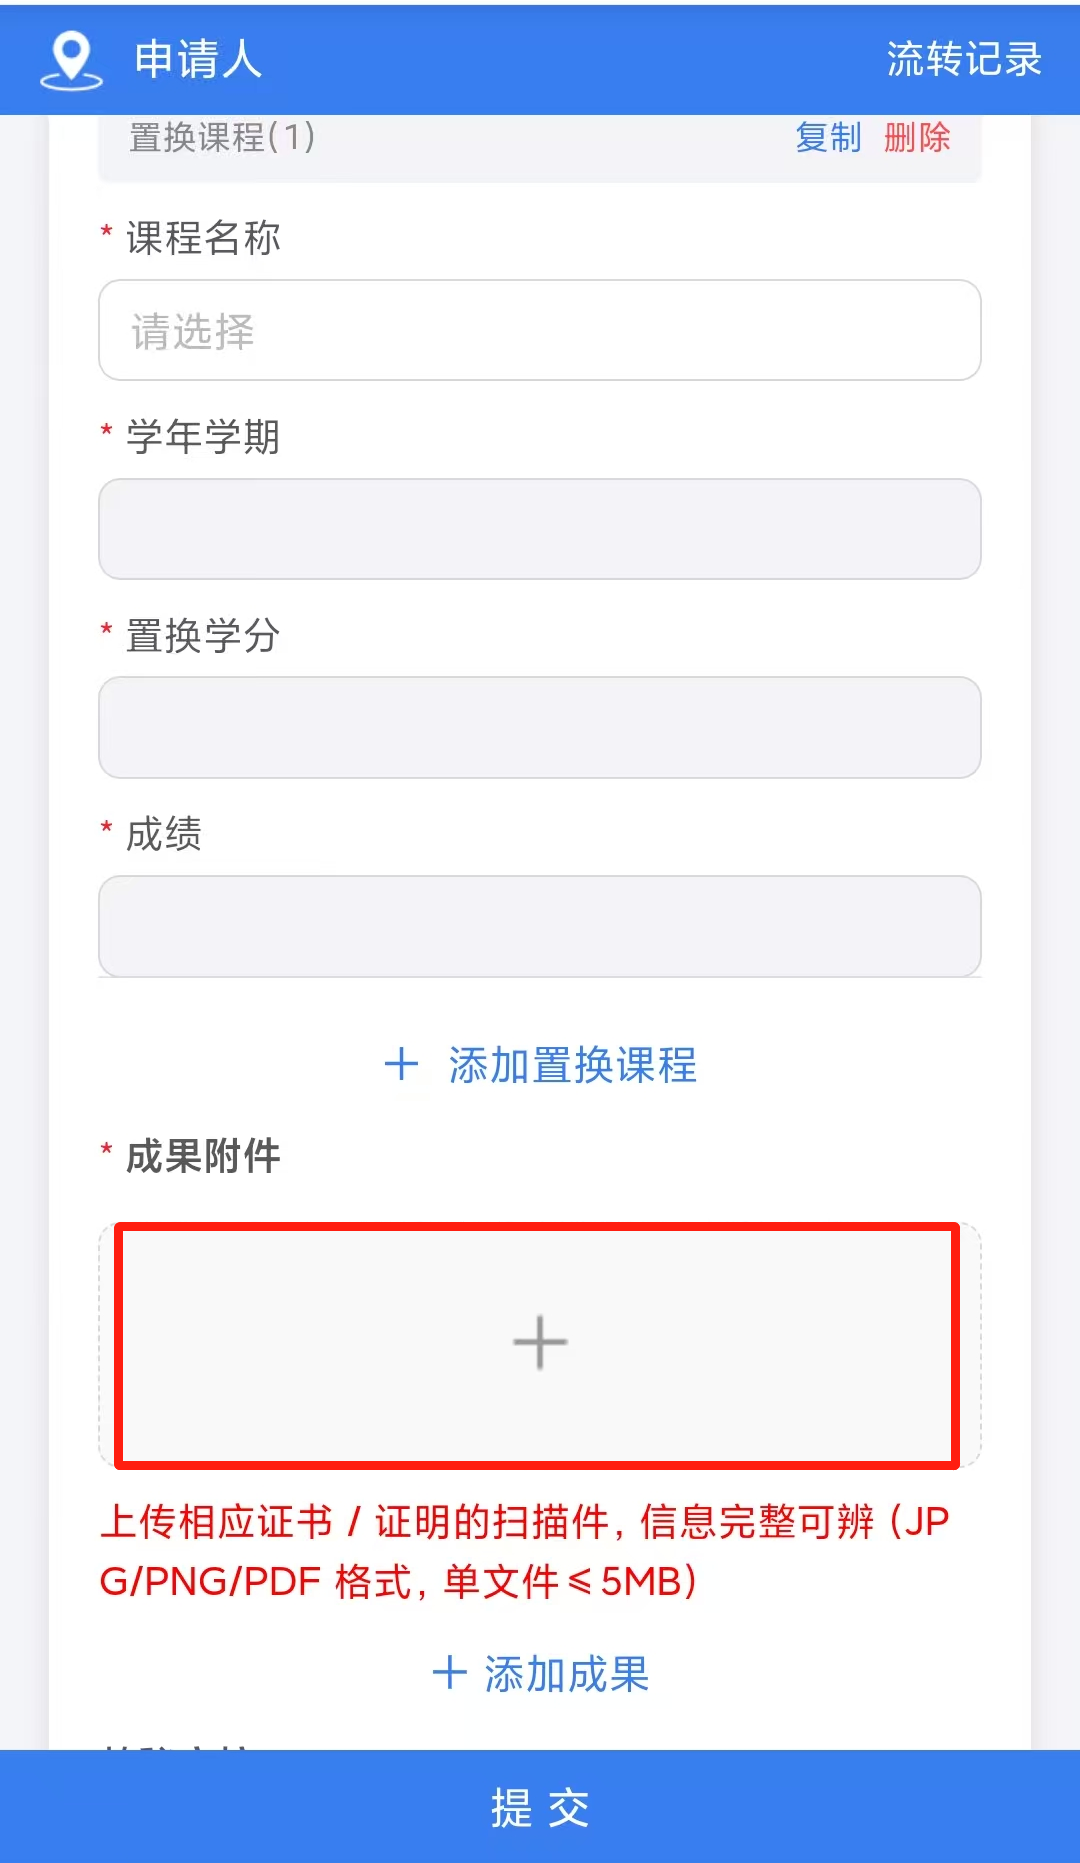 申请人 流转记录
置换课程(1) 复制 删除
* 课程名称
请选择
* 学年学期
* 置换学分
* 成绩
+ 添加置换课程
* 成果附件
上传相应证书 / 证明的扫描件，信息完整可辨（JP
G/PNG/PDF 格式，单文件≤5MB）
+ 添加成果
提 交